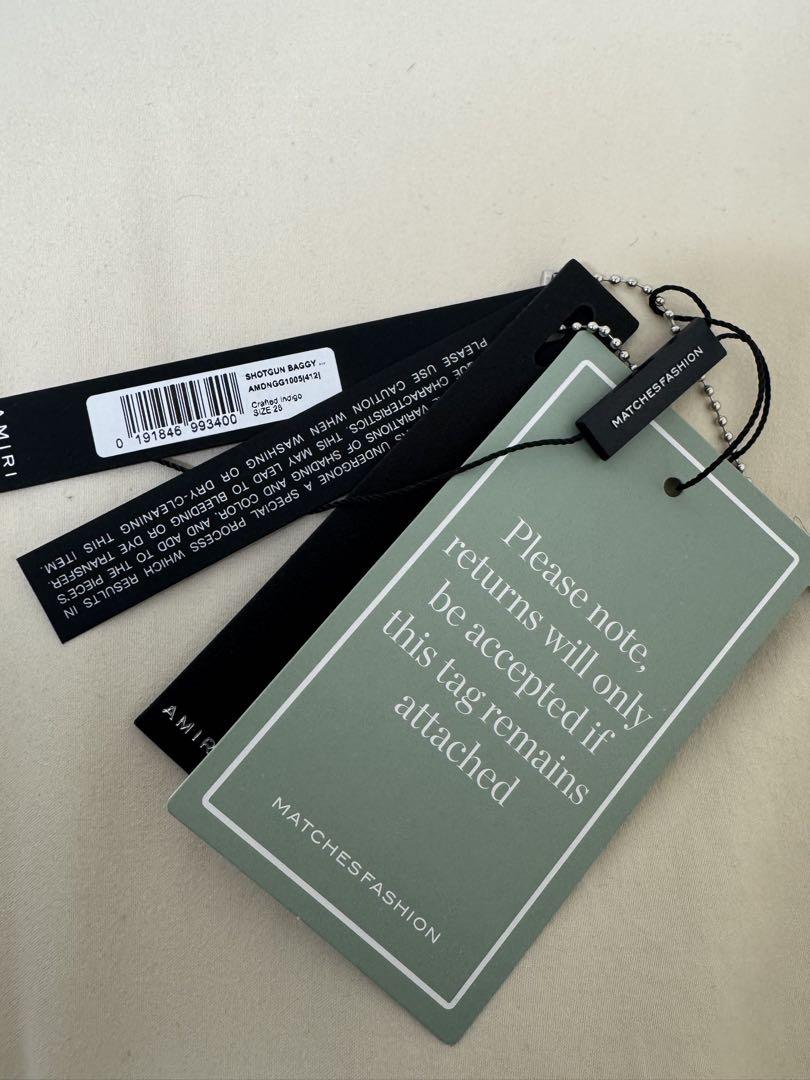 AMIRI
SHOTGUN BAGGY ...
AMDNGG1005|412|
Crafted Indigo
SIZE 28
0 191846 993400
UNDERGONE A SPECIAL PROCESS WHICH RESULTS IN
VARIATIONS OF SHADING AND COLOR, AND ADD TO THE PIECE'S
CHARACTERISTICS OF THIS MAY LEAD TO BLEEDING OR DYE TRANSFER.
PLEASE USE CAUTION WHEN WASHING OR DRY-CLEANING THIS ITEM.
AMIRI
MATCHESFASHION
Please note,
returns will only
be accepted if
this tag remains
attached
MATCHESFASHION